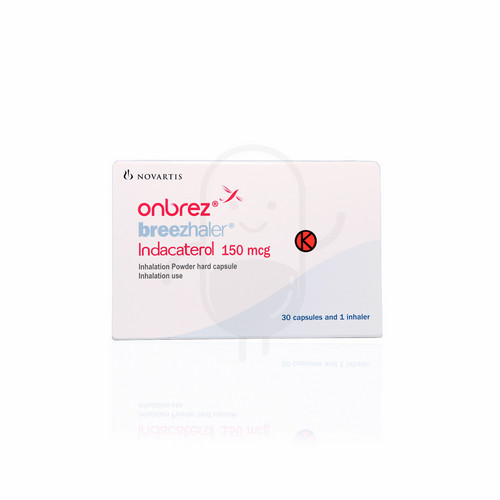 NOVARTIS
onbrez®
breezhaler®
Indacaterol 150 mcg
Inhalation Powder hard capsule
Inhalation use
K
30 capsules and 1 inhaler